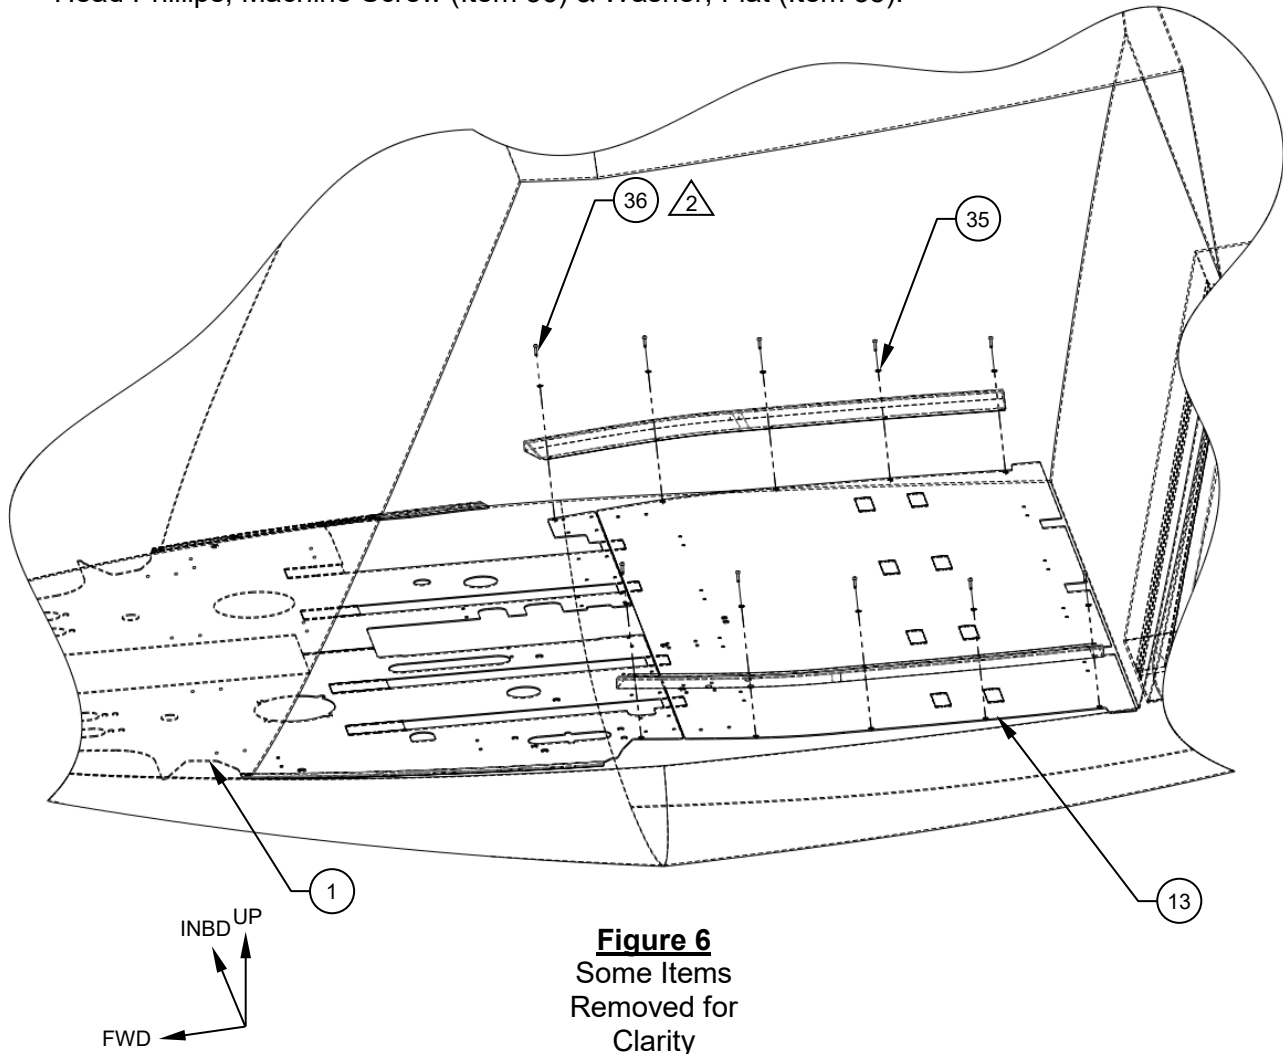 Head Phillips, Machine Screw (Item 36) & Washer, Flat (Item 35).
36 2
35
1
13
INBD UP
FWD
Figure 6
Some Items
Removed for
Clarity